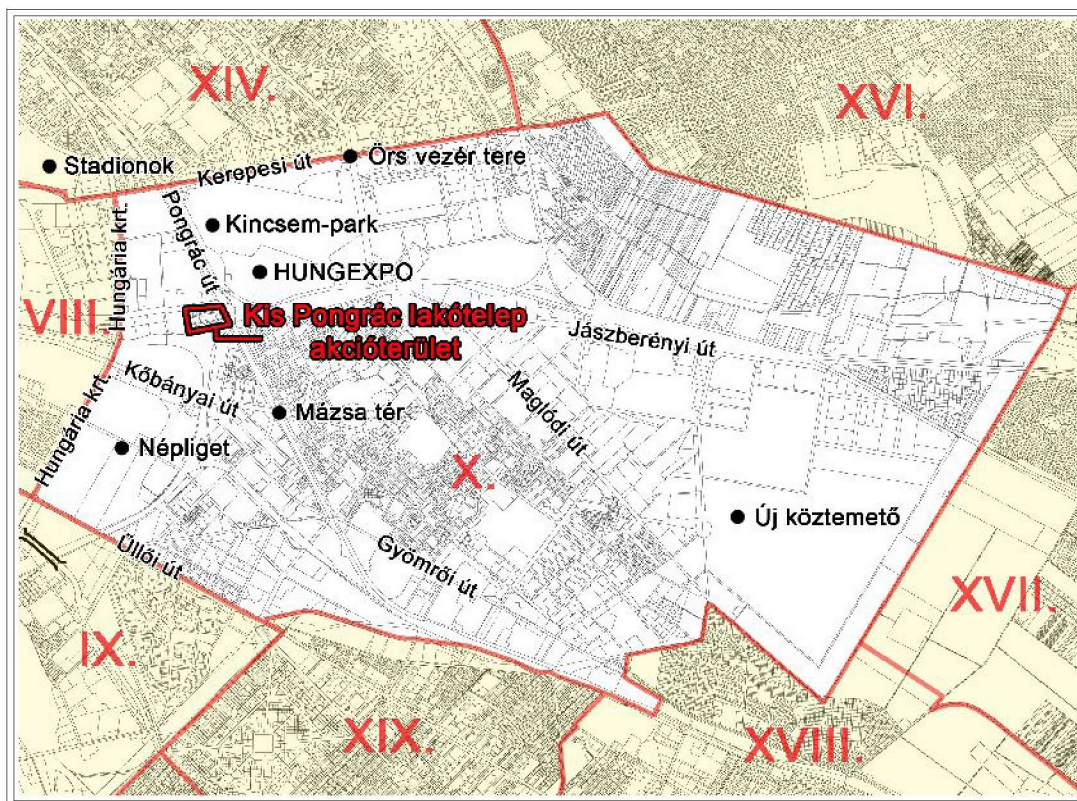 XIV.
XVI.
Stadionok
Kerepesi út
Örs vezér tere
Pongrác út
Kincsem-park
Hungária krt.
HUNGEXPO
VIII.
Kis Pongrác lakótelep
akcióterület
Jászberényi út
Kőbányai út
Maglódi út
Hungária krt.
Mázsa tér
Népliget
X.
Új köztemető
Üllői út
Gyömrői út
XVII.
IX.
XIX.
XVIII.